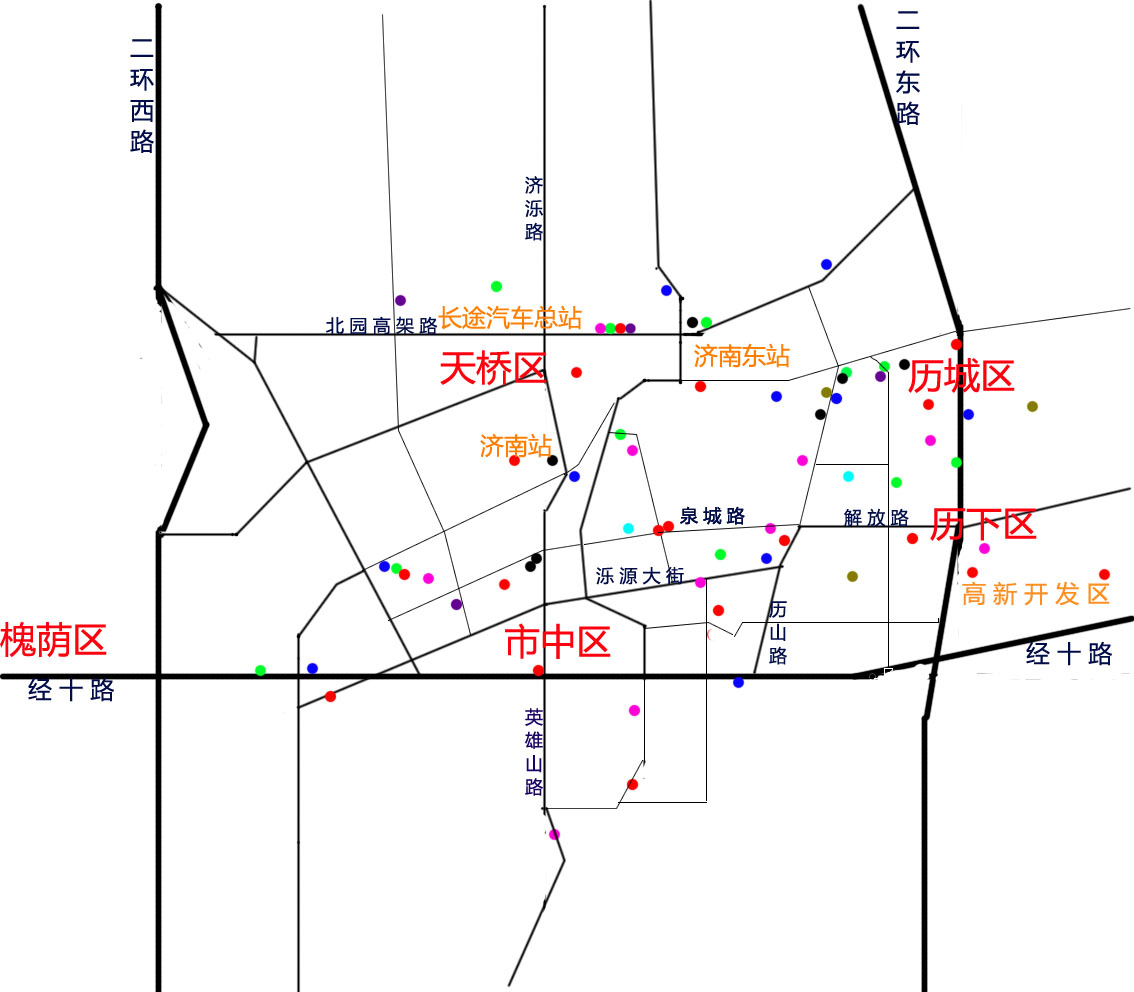 二环西路
二环东路
济泺路
长途汽车总站
北园高架路
济南东站
天桥区
历城区
济南站
泉城路
解放路
历下区
泺源大街
高新开发区
历山路
槐荫区
市中区
经十路
经十路
英雄山路